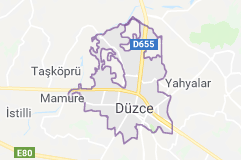 D655
Taşköprü
Yahyalar
Mamure
İstilli
Düzce
E80